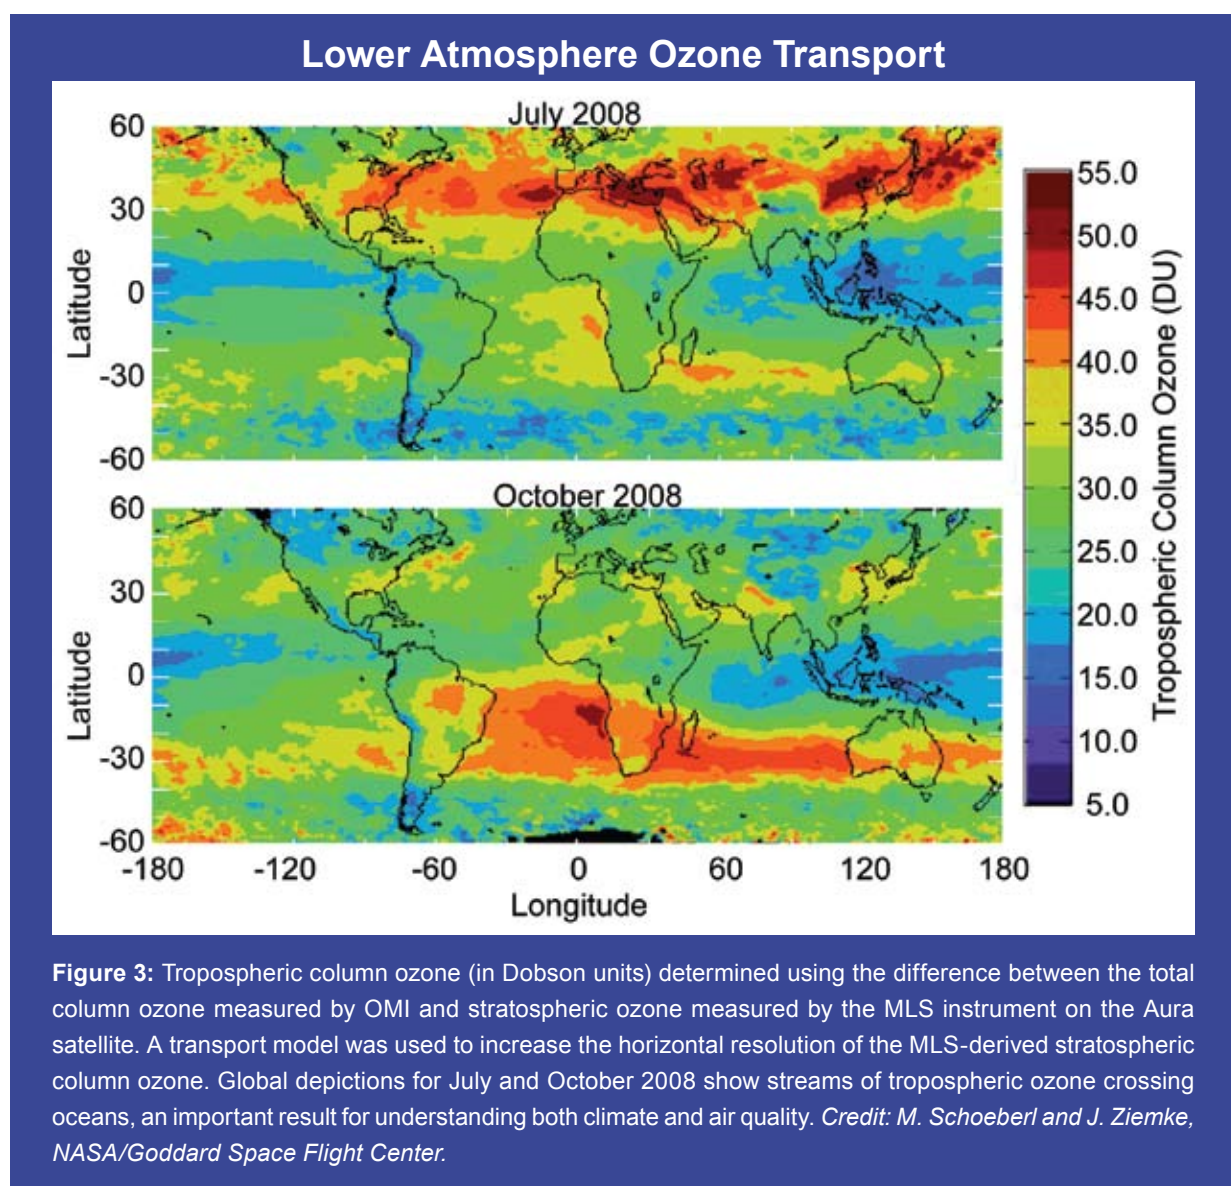 Lower Atmosphere Ozone Transport
July 2008
60
30
0
-30
-60
Latitude
October 2008
60
30
0
-30
-60
Latitude
-180 -120 -60 0 60 120 180
Longitude
55.0
50.0
45.0
40.0
35.0
30.0
25.0
20.0
15.0
10.0
5.0
Tropospheric Column Ozone (DU)
Figure 3: Tropospheric column ozone (in Dobson units) determined using the difference between the total
column ozone measured by OMI and stratospheric ozone measured by the MLS instrument on the Aura
satellite. A transport model was used to increase the horizontal resolution of the MLS-derived stratospheric
column ozone. Global depictions for July and October 2008 show streams of tropospheric ozone crossing
oceans, an important result for understanding both climate and air quality. Credit: M. Schoeberl and J. Ziemke,
NASA/Goddard Space Flight Center.